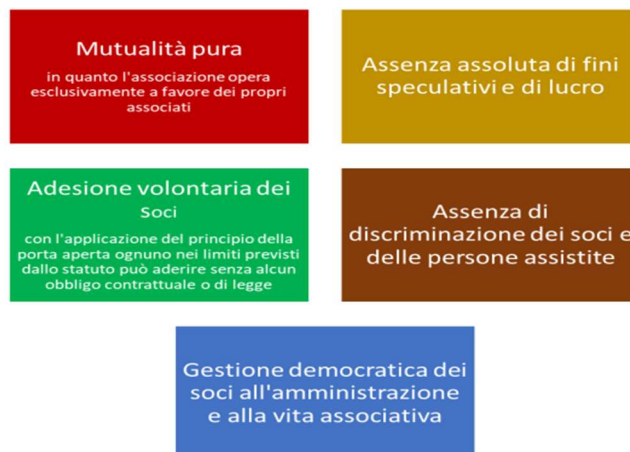 Mutualità pura
in quanto l'associazione opera
esclusivamente a favore dei propri
associati
Assenza assoluta di fini
speculativi e di lucro
Adesione volontaria dei
Soci
con l'applicazione del principio della
porta aperta ognuno nei limiti previsti
dallo statuto può aderire senza alcun
obbligo contrattuale o di legge
Assenza di
discriminazione dei soci e
delle persone assistite
Gestione democratica dei
soci all'amministrazione
e alla vita associativa